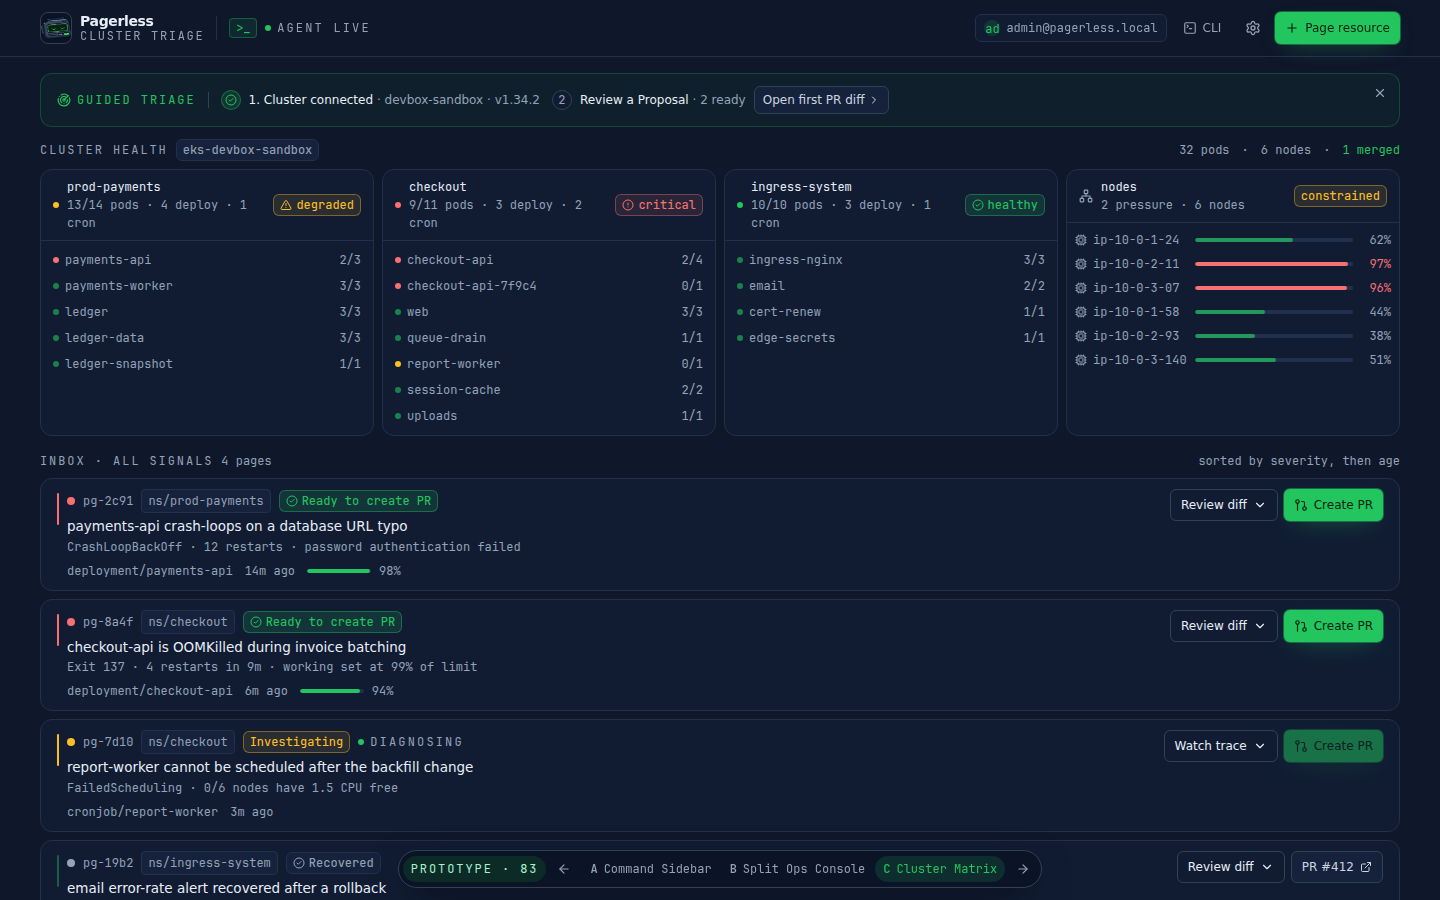 Pagerless
CLUSTER TRIAGE
>_
AGENT LIVE
ad admin@pagerless.local
CLI
+ Page resource
GUIDED TRIAGE
1. Cluster connected · devbox-sandbox · v1.34.2
2 Review a Proposal · 2 ready
Open first PR diff
CLUSTER HEALTH eks-devbox-sandbox
32 pods · 6 nodes · 1 merged
prod-payments
13/14 pods · 4 deploy · 1
cron
degraded
payments-api 2/3
payments-worker 3/3
ledger 3/3
ledger-data 3/3
ledger-snapshot 1/1
checkout
9/11 pods · 3 deploy · 2
cron
critical
checkout-api 2/4
checkout-api-7f9c4 0/1
web 3/3
queue-drain 1/1
report-worker 0/1
session-cache 2/2
uploads 1/1
ingress-system
10/10 pods · 3 deploy · 1
cron
healthy
ingress-nginx 3/3
email 2/2
cert-renew 1/1
edge-secrets 1/1
nodes
2 pressure · 6 nodes
constrained
ip-10-0-1-24 62%
ip-10-0-2-11 97%
ip-10-0-3-07 96%
ip-10-0-1-58 44%
ip-10-0-2-93 38%
ip-10-0-3-140 51%
INBOX · ALL SIGNALS 4 pages
sorted by severity, then age
pg-2c91 ns/prod-payments Ready to create PR
payments-api crash-loops on a database URL typo
CrashLoopBackOff · 12 restarts · password authentication failed
deployment/payments-api 14m ago 98%
Review diff
Create PR
pg-8a4f ns/checkout Ready to create PR
checkout-api is OOMKilled during invoice batching
Exit 137 · 4 restarts in 9m · working set at 99% of limit
deployment/checkout-api 6m ago 94%
Review diff
Create PR
pg-7d10 ns/checkout Investigating DIAGNOSING
report-worker cannot be scheduled after the backfill change
FailedScheduling · 0/6 nodes have 1.5 CPU free
cronjob/report-worker 3m ago
Watch trace
Create PR
pg-19b2 ns/ingress-system Recovered
email error-rate alert recovered after a rollback
Review diff
PR #412
PROTOTYPE · 83
← A Command Sidebar B Split Ops Console C Cluster Matrix →